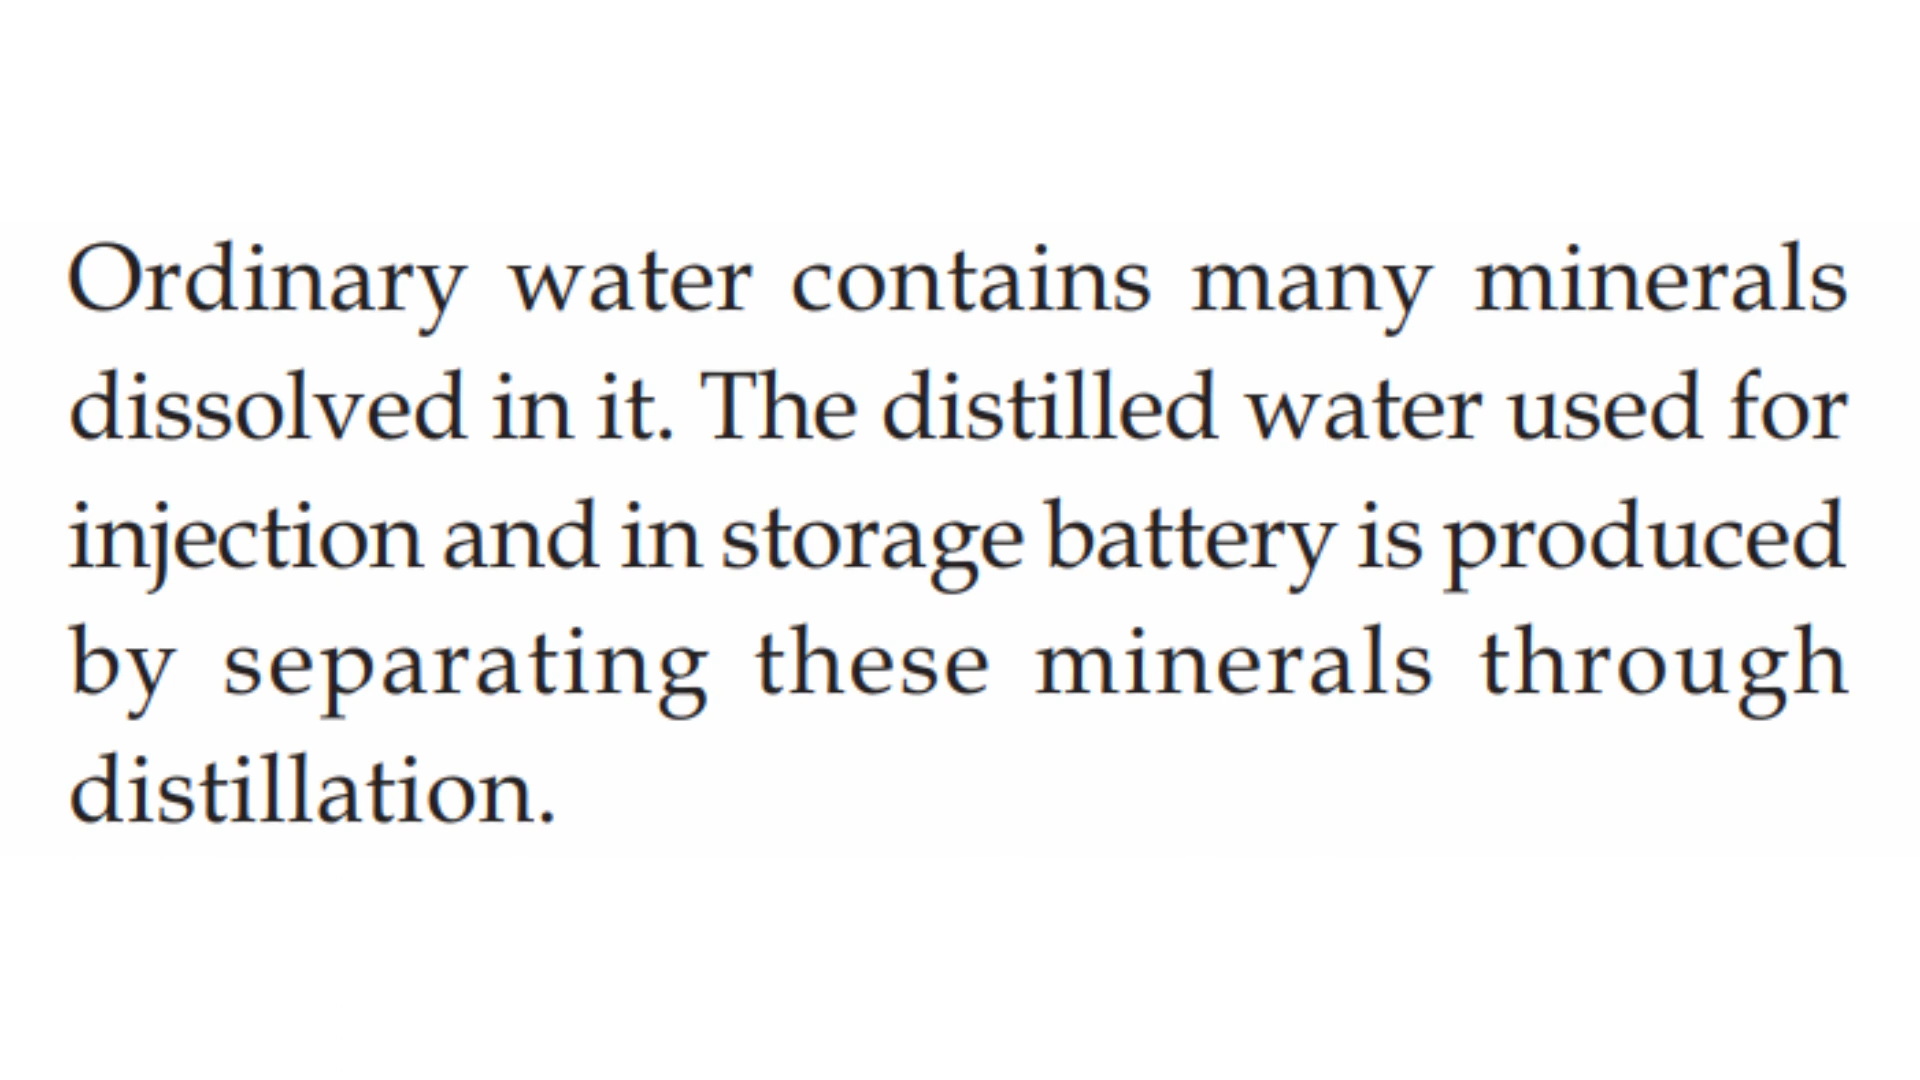 Ordinary water contains many minerals
dissolved in it. The distilled water used for
injection and in storage battery is produced
by separating these minerals through
distillation.